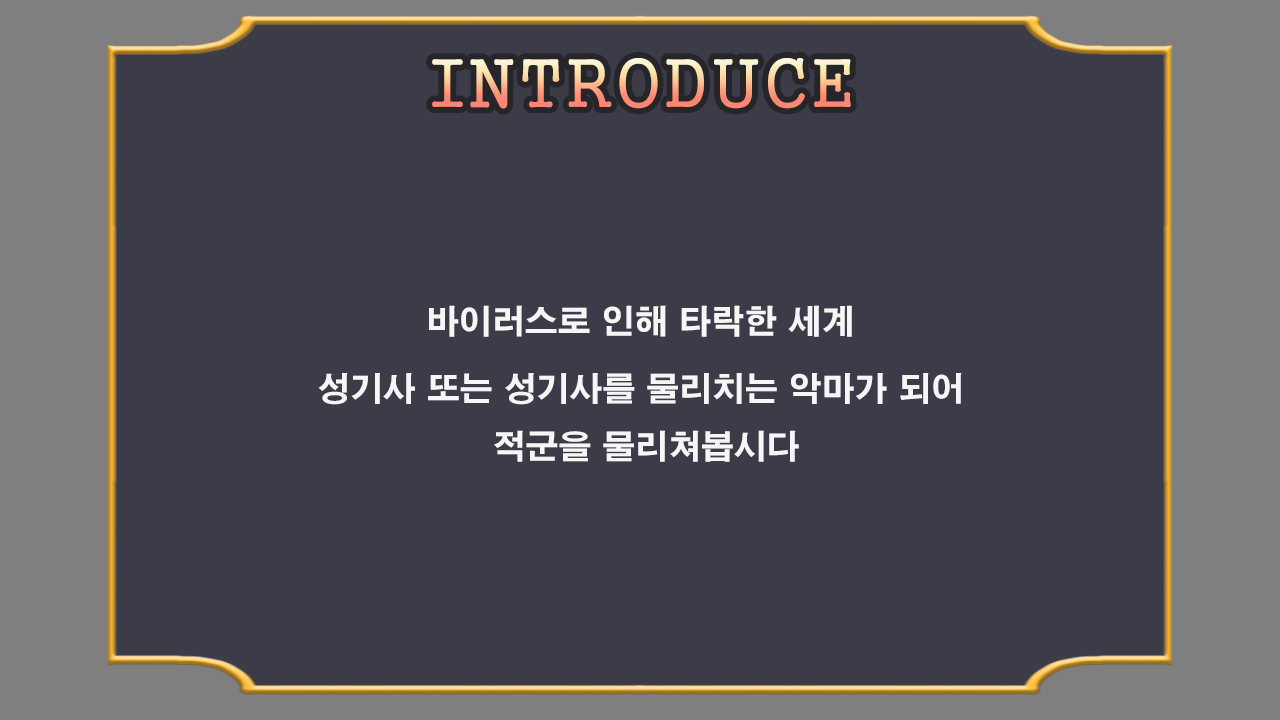 INTRODUCE
바이러스로 인해 타락한 세계
성기사 또는 성기사를 물리치는 악마가 되어
적군을 물리쳐봅시다